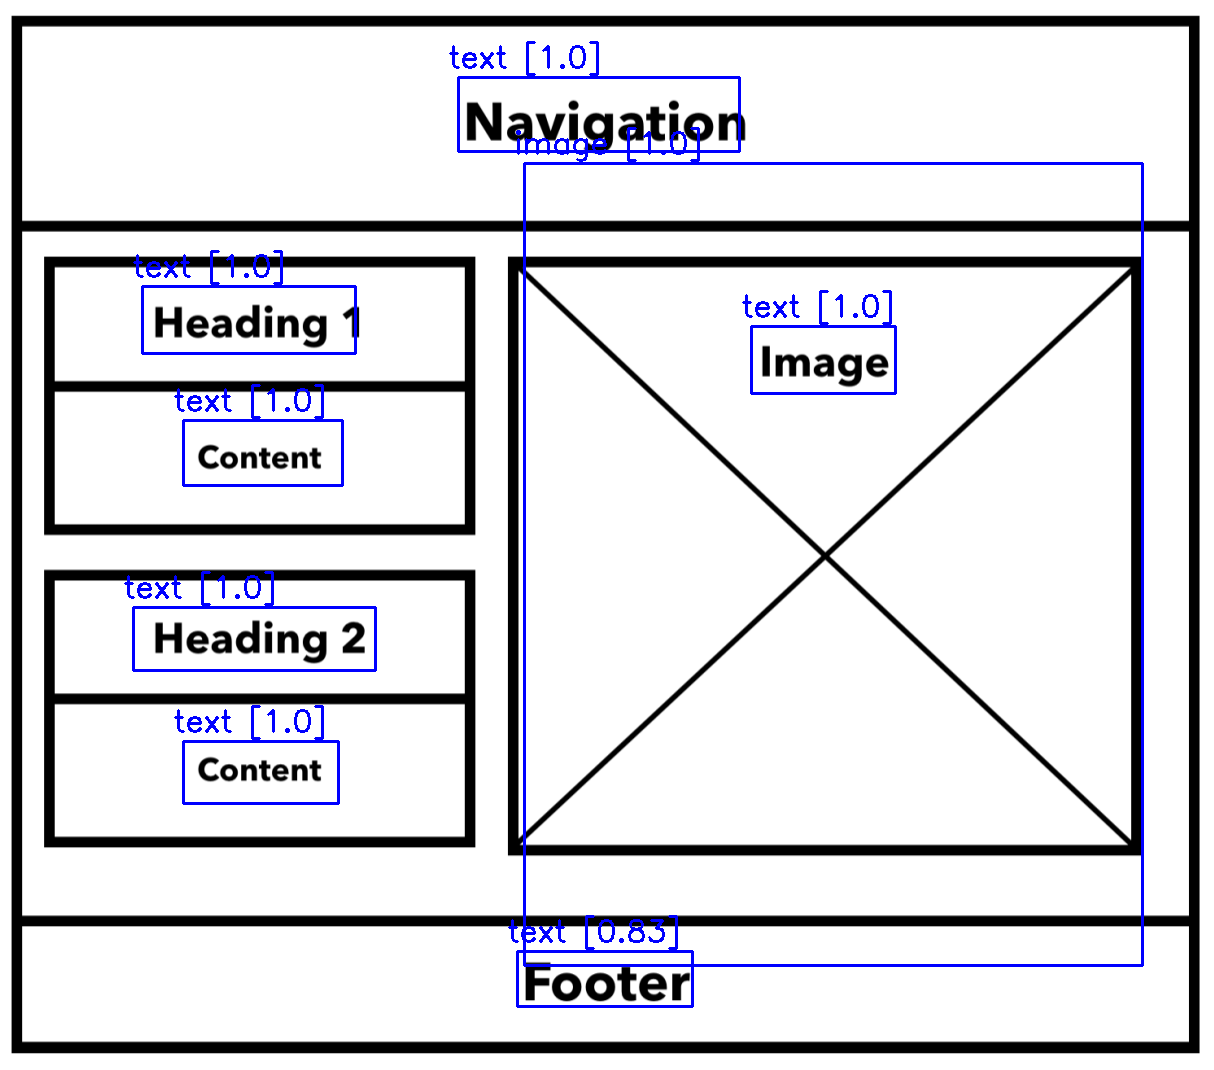 text [1.0]
Navigation
image [1.0]
text [1.0]
Heading 1
text [1.0]
Content
text [1.0]
Heading 2
text [1.0]
Content
text [1.0]
Image
text [0.83]
Footer